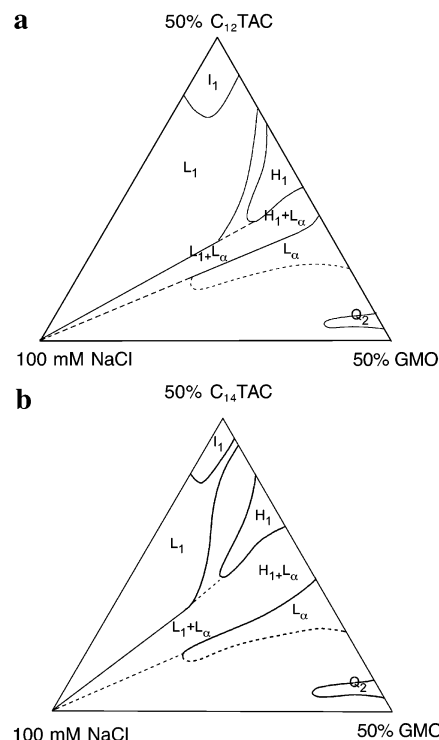 a
50% C₁₂TAC
I₁
L₁
H₁
H₁+Lα
L₁+Lα
Lα
Q₂
100 mM NaCl
50% GMO
b
50% C₁₄TAC
I₁
H₁
L₁
H₁+Lα
Lα
L₁+Lα
Q₂
100 mM NaCl
50% GMO